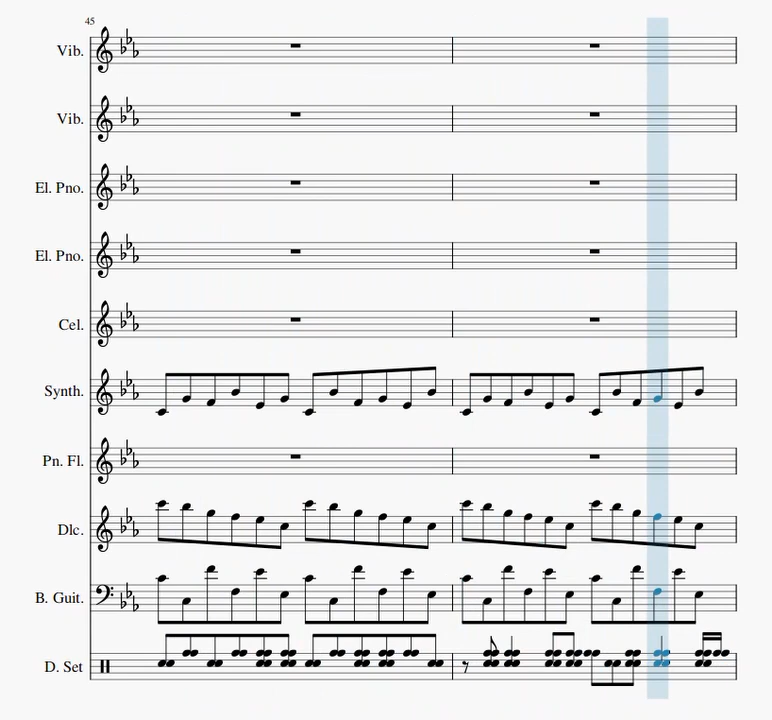 45
Vib.
Vib.
El. Pno.
El. Pno.
Cel.
Synth.
Pn. Fl.
Dlc.
B. Guit.
D. Set